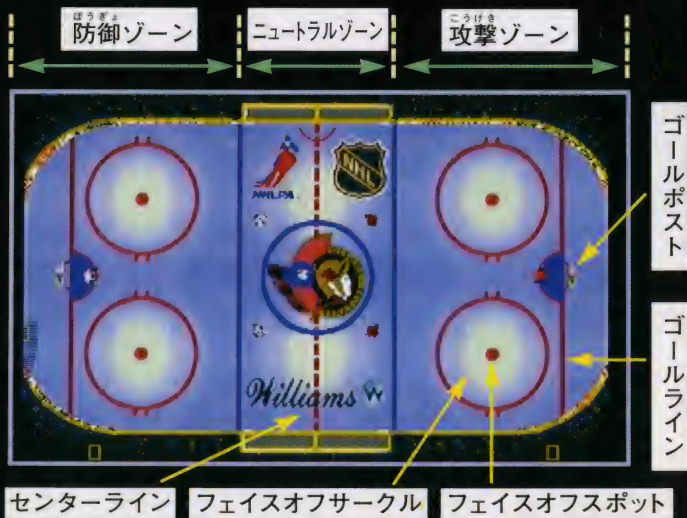 ぼうぎょ
防御ゾーン
ニュートラルゾーン
こうげき
攻撃ゾーン
NHLPA.
NHL
Williams W
ゴールポスト
ゴールライン
センターライン
フェイスオフサークル
フェイスオフスポット